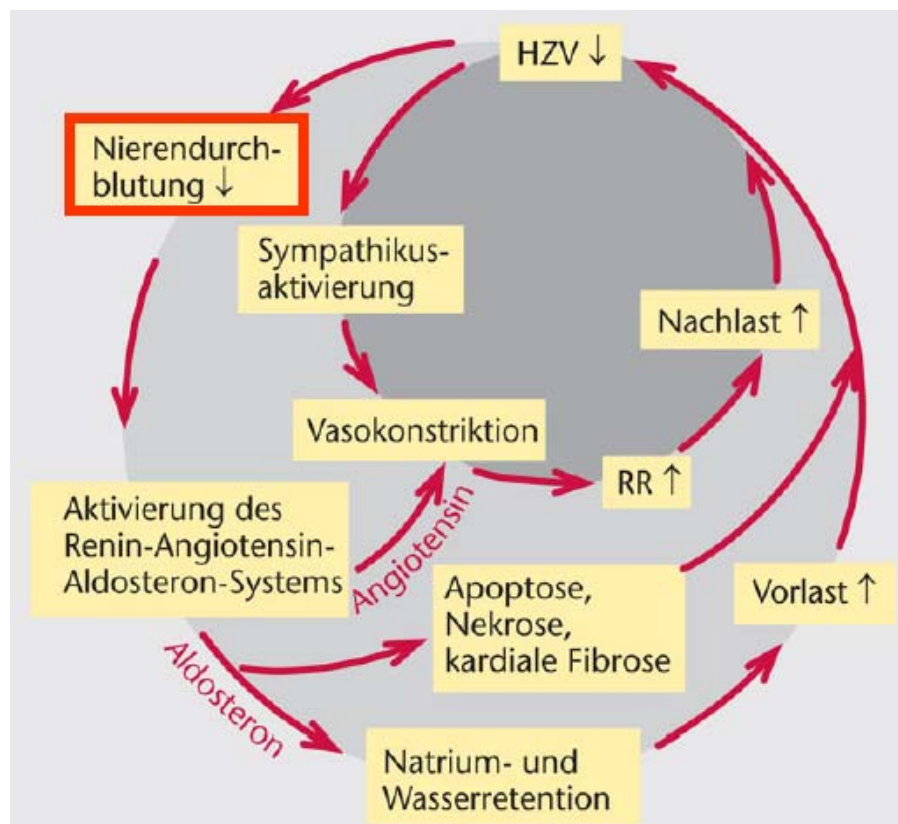 HZV ↓
Nierendurch-
blutung ↓
Sympathikus-
aktivierung
Nachlast ↑
Vasokonstriktion
RR ↑
Aktivierung des
Renin-Angiotensin-
Aldosteron-Systems
Angiotensin
Apoptose,
Nekrose,
kardiale Fibrose
Vorlast ↑
Aldosteron
Natrium- und
Wasserretention